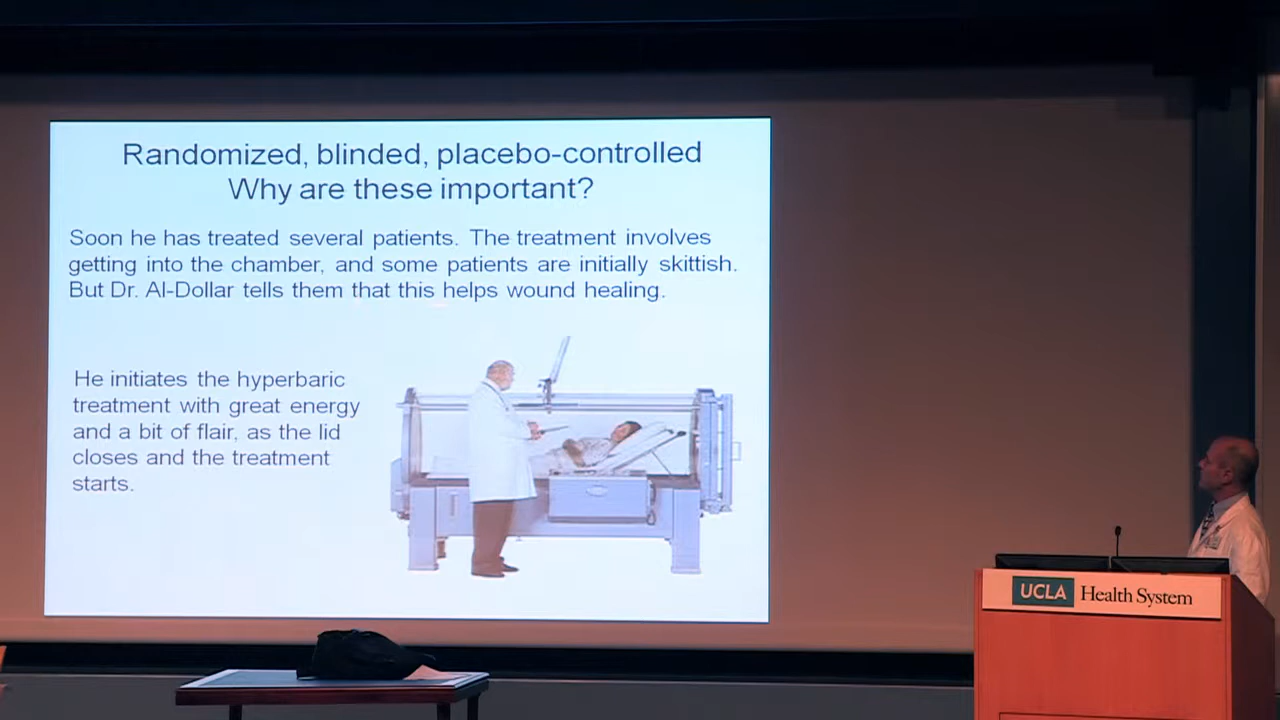 Randomized, blinded, placebo-controlled
Why are these important?
Soon he has treated several patients. The treatment involves
getting into the chamber, and some patients are initially skittish.
But Dr. Al-Dollar tells them that this helps wound healing.
He initiates the hyperbaric
treatment with great energy
and a bit of flair, as the lid
closes and the treatment
starts.
UCLA Health System